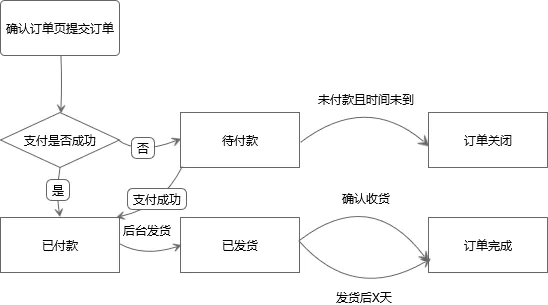 确认订单页提交订单
未付款且时间未到
支付是否成功
否
待付款
订单关闭
是
支付成功
确认收货
已付款
后台发货
已发货
订单完成
发货后X天